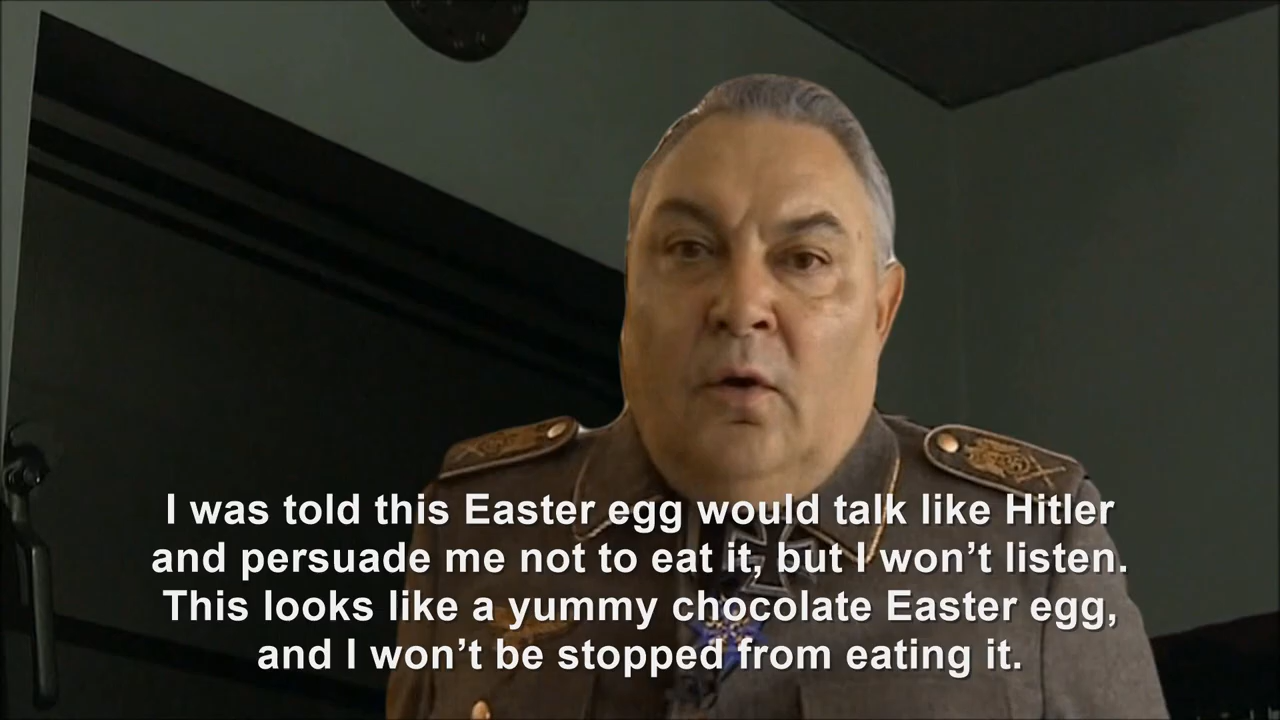 I was told this Easter egg would talk like Hitler
and persuade me not to eat it, but I won’t listen.
This looks like a yummy chocolate Easter egg,
and I won’t be stopped from eating it.